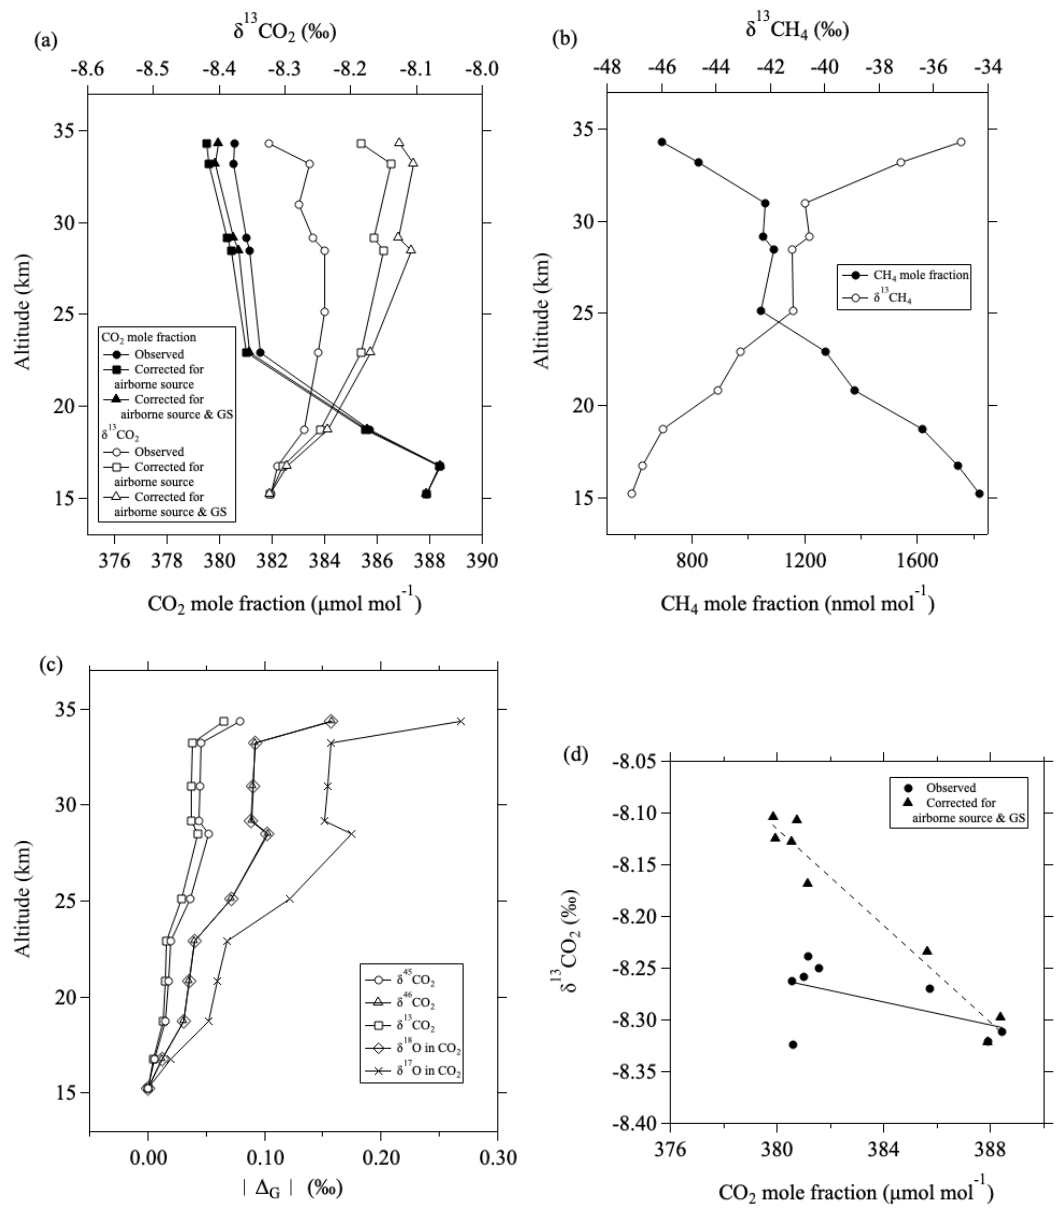 (a)
δ¹³CO₂ (‰)
-8.6 -8.5 -8.4 -8.3 -8.2 -8.1 -8.0
35
30
25
20
15
Altitude (km)
CO₂ mole fraction
Observed
Corrected for
airborne source
Corrected for
airborne source & GS
δ¹³CO₂
Observed
Corrected for
airborne source
Corrected for
airborne source & GS
376 378 380 382 384 386 388 390
CO₂ mole fraction (μmol mol⁻¹)
(b)
δ¹³CH₄ (‰)
-48 -46 -44 -42 -40 -38 -36 -34
35
30
25
20
15
Altitude (km)
CH₄ mole fraction
δ¹³CH₄
800 1200 1600
CH₄ mole fraction (nmol mol⁻¹)
(c)
35
30
25
20
15
Altitude (km)
δ⁴⁵CO₂
δ⁴⁶CO₂
δ¹³CO₂
δ¹⁸O in CO₂
δ¹⁷O in CO₂
0.00 0.10 0.20 0.30
| Δ_G | (‰)
(d)
-8.05
-8.10
-8.15
-8.20
-8.25
-8.30
-8.35
-8.40
δ¹³CO₂ (‰)
Observed
Corrected for
airborne source & GS
376 380 384 388
CO₂ mole fraction (μmol mol⁻¹)